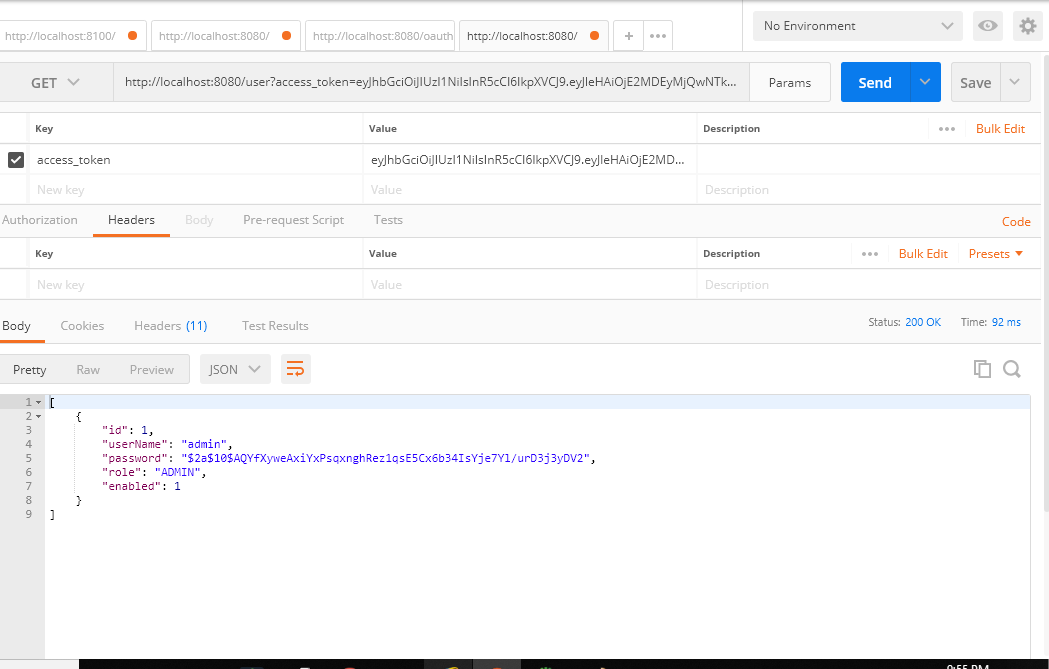 http://localhost:8100/ http://localhost:8080/ http://localhost:8080/oauth http://localhost:8080/ + ••• No Environment
GET http://localhost:8080/user?access_token=eyJhbGciOiJIUzI1NiIsInR5cCI6IkpXVCJ9.eyJleHAiOjE2MDEyMjQwNTk... Params Send Save
Key Value Description ••• Bulk Edit
access_token eyJhbGciOiJIUzI1NiIsInR5cCI6IkpXVCJ9.eyJleHAiOjE2MD...
New key Value Description
Authorization Headers Body Pre-request Script Tests Code
Key Value Description ••• Bulk Edit Presets
New key Value Description
Body Cookies Headers (11) Test Results Status: 200 OK Time: 92 ms
Pretty Raw Preview JSON
1 [
2 {
3 "id": 1,
4 "userName": "admin",
5 "password": "$2a$10$AQYfXyweAxiYxPsqxnghRez1qsE5Cx6b34IsYje7Yl/urD3j3yDV2",
6 "role": "ADMIN",
7 "enabled": 1
8 }
9 ]
9:55 PM